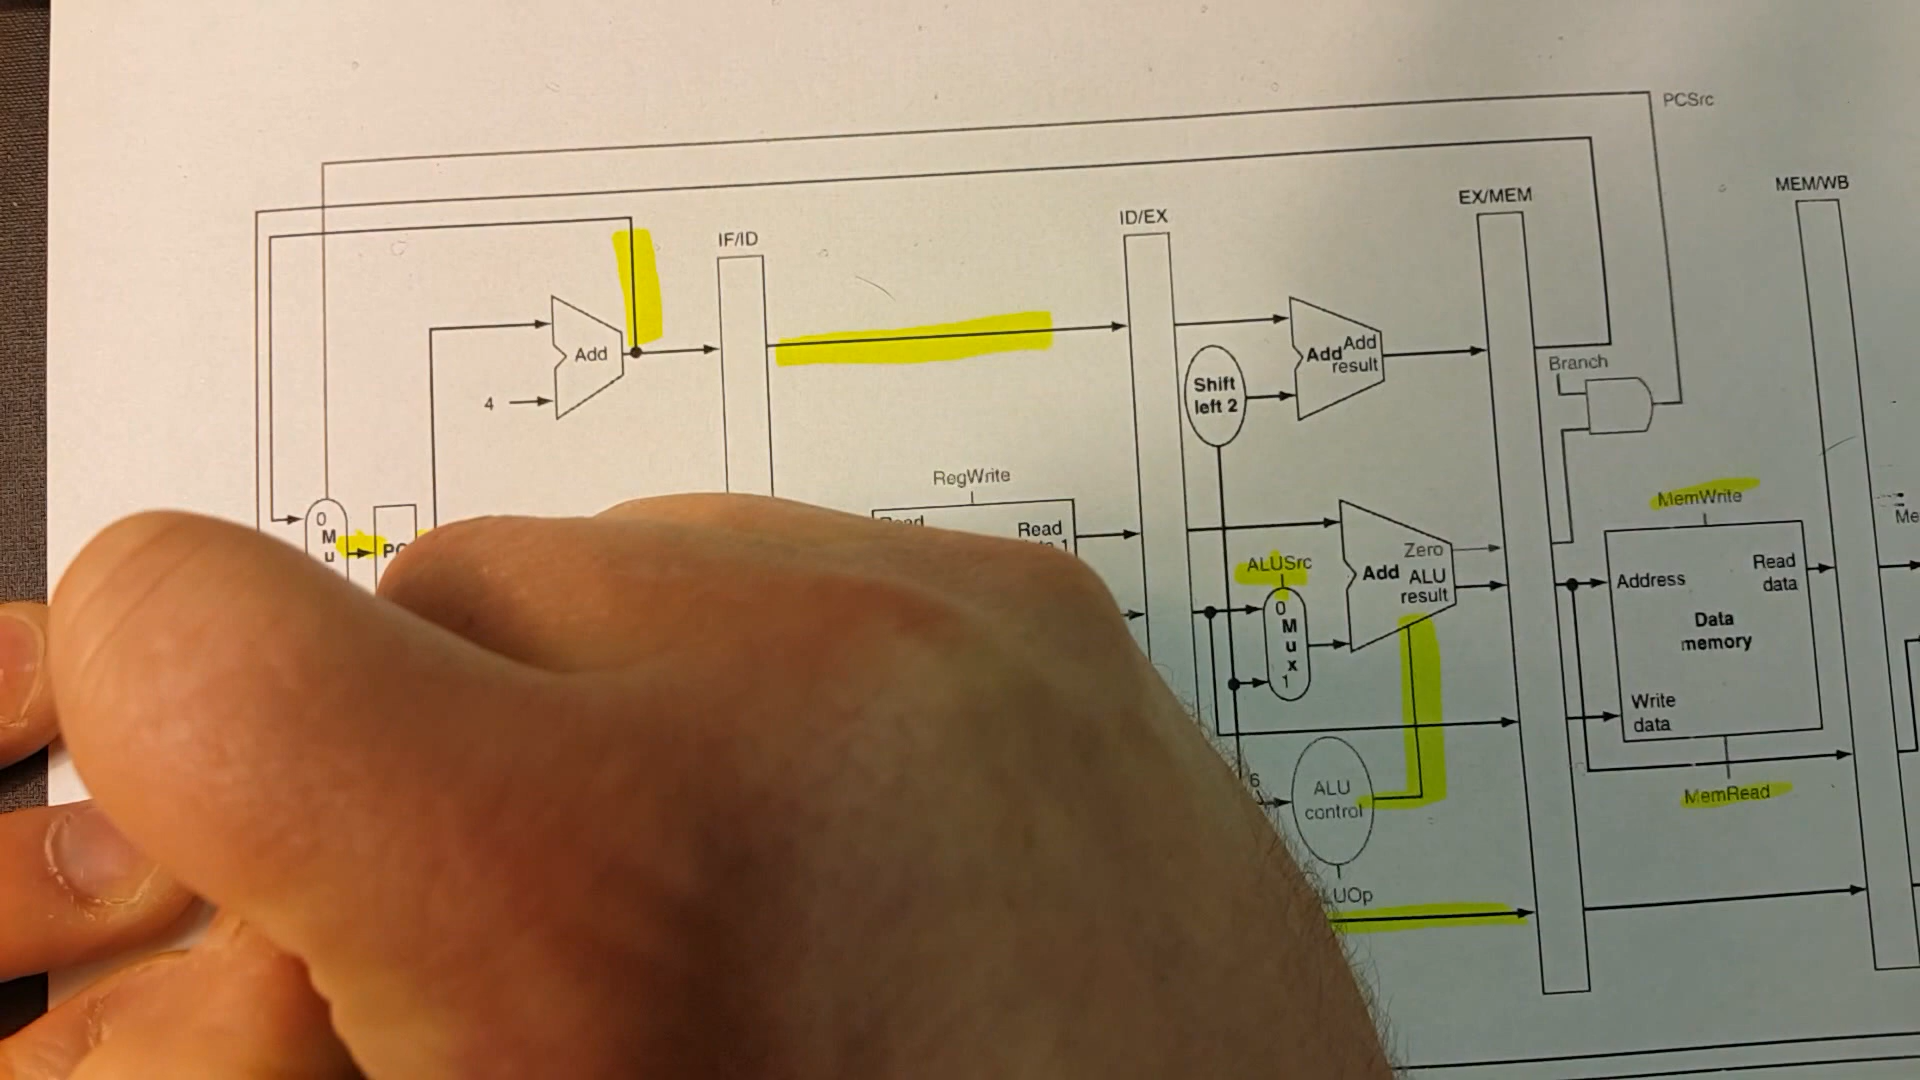 PCSrc
MEM/WB
EX/MEM
ID/EX
IF/ID
Add
4
Shift
left 2
Add Add
result
Branch
RegWrite
MemWrite
0
M
u
Read
Zero
Add ALU
result
ALUSrc
0
M
u
x
1
Address
Read
data
Data
memory
Write
data
MemRead
6
ALU
control